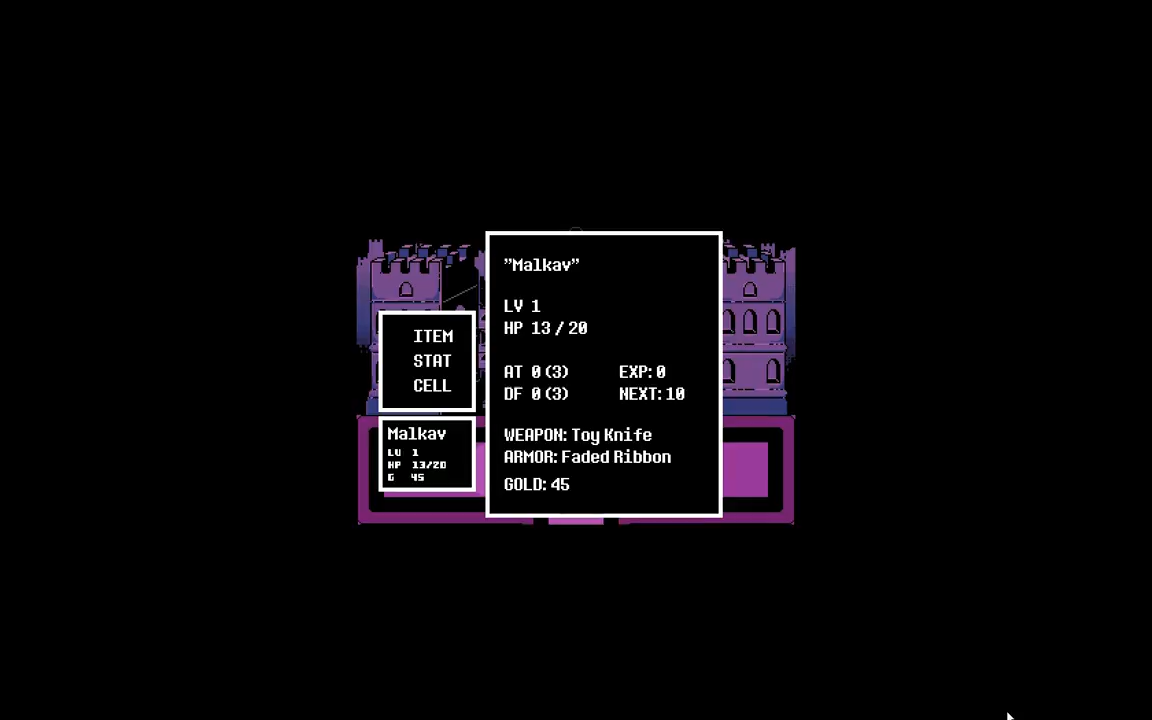 "Malkav"
LV 1
HP 13 / 20
AT 0 (3) EXP: 0
DF 0 (3) NEXT: 10
WEAPON: Toy Knife
ARMOR: Faded Ribbon
GOLD: 45
ITEM
STAT
CELL
Malkav
LV 1
HP 13/20
G 45